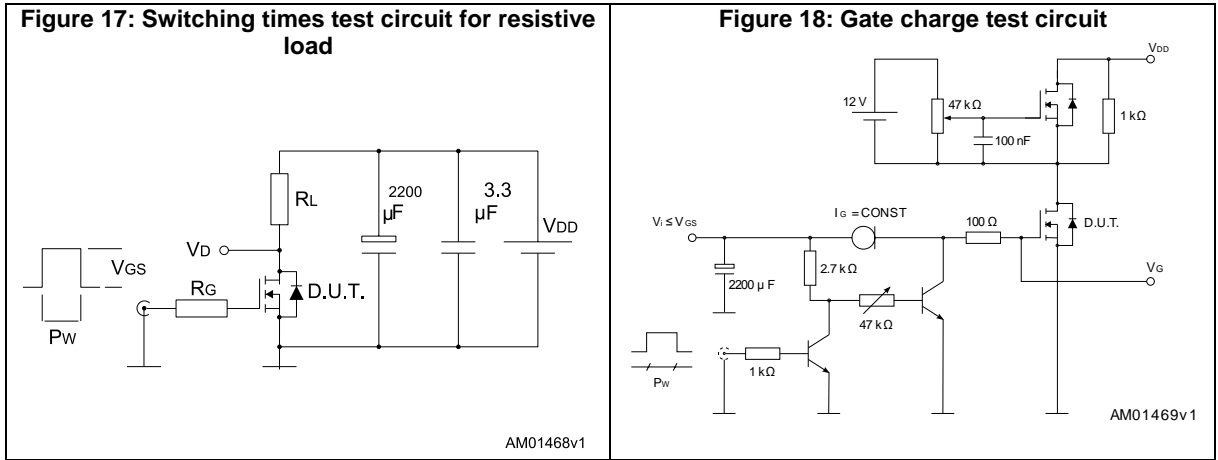 Figure 17: Switching times test circuit for resistive
load
RL
2200
µF
3.3
µF
VDD
VD
VGS
RG
D.U.T.
PW
AM01468v1
Figure 18: Gate charge test circuit
VDD
12 V
47 kΩ
1 kΩ
100 nF
Vi ≤ VGS
IG = CONST
100 Ω
D.U.T.
2.7 kΩ
VG
2200 µF
47 kΩ
1 kΩ
PW
AM01469v1